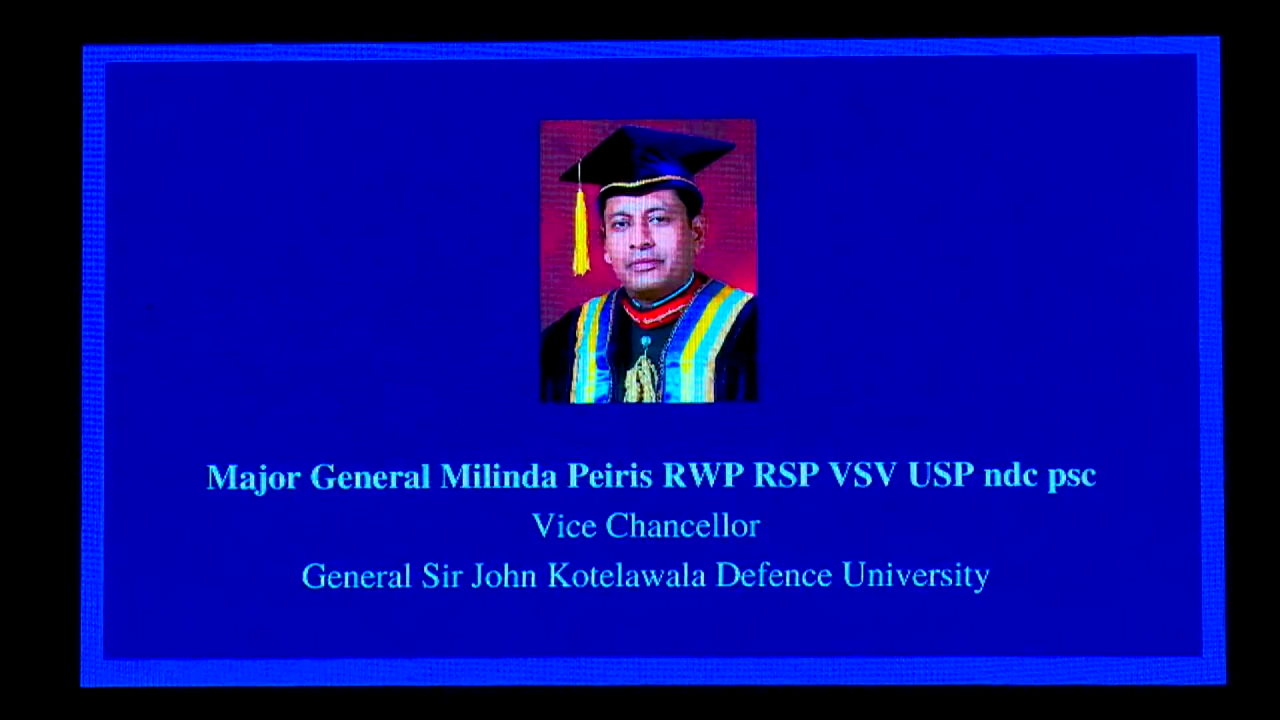 Major General Milinda Peiris RWP RSP VSV USP ndc psc
Vice Chancellor
General Sir John Kotelawala Defence University